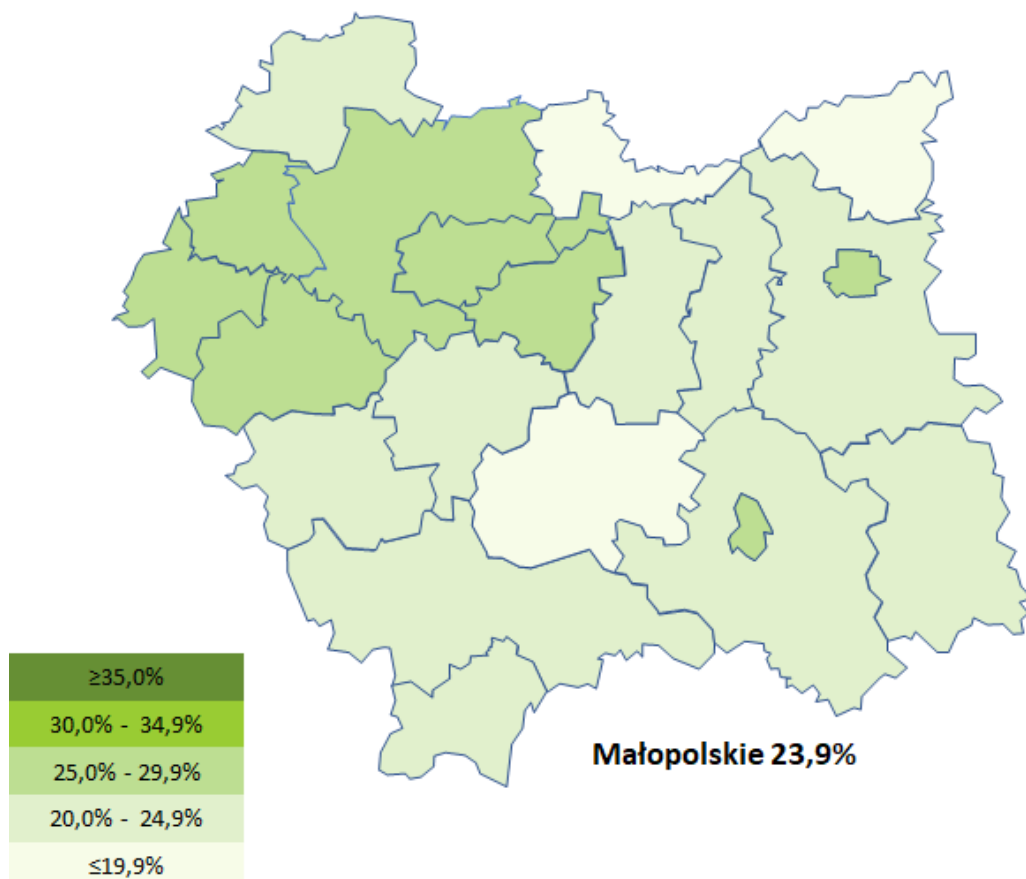 ≥35,0%
30,0% - 34,9%
25,0% - 29,9%
20,0% - 24,9%
≤19,9%
Małopolskie 23,9%